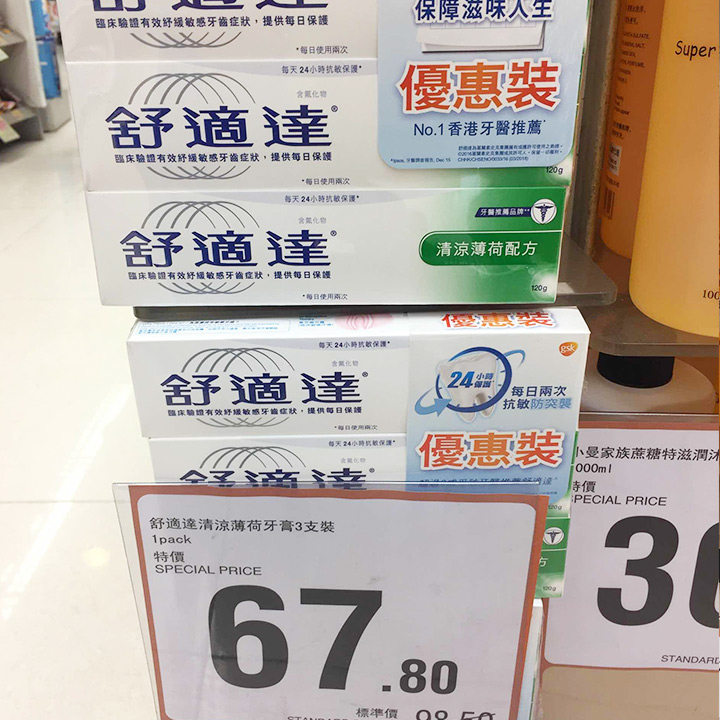 臨床驗證有效紓緩敏感牙齒症狀，提供每日保護
*每日使用兩次
保障滋味人生
每天24小時抗敏保護*
含氟化物
舒適達®
臨床驗證有效紓緩敏感牙齒症狀，提供每日保護
*每日使用兩次
優惠裝
No.1香港牙醫推薦
120g
每天24小時抗敏保護*
含氟化物
舒適達®
臨床驗證有效紓緩敏感牙齒症狀，提供每日保護
*每日使用兩次
牙醫推薦品牌**
清涼薄荷配方
120g
Super
100
優惠裝
每天24小時抗敏保護*
含氟化物
舒適達®
臨床驗證有效紓緩敏感牙齒症狀，提供每日保護
*每日使用兩次
gsk
24小時保護*
每日兩次
抗敏防突襲
每天24小時抗敏保護*
含氟化物
舒適達
優惠裝
120g
舒適達清涼薄荷牙膏3支裝
1pack
特價
SPECIAL PRICE
67.80
標準價
STANDARD
98.50
小曼家族蔗糖特滋潤沐
000ml
特價
SPECIAL PRICE
STANDARD